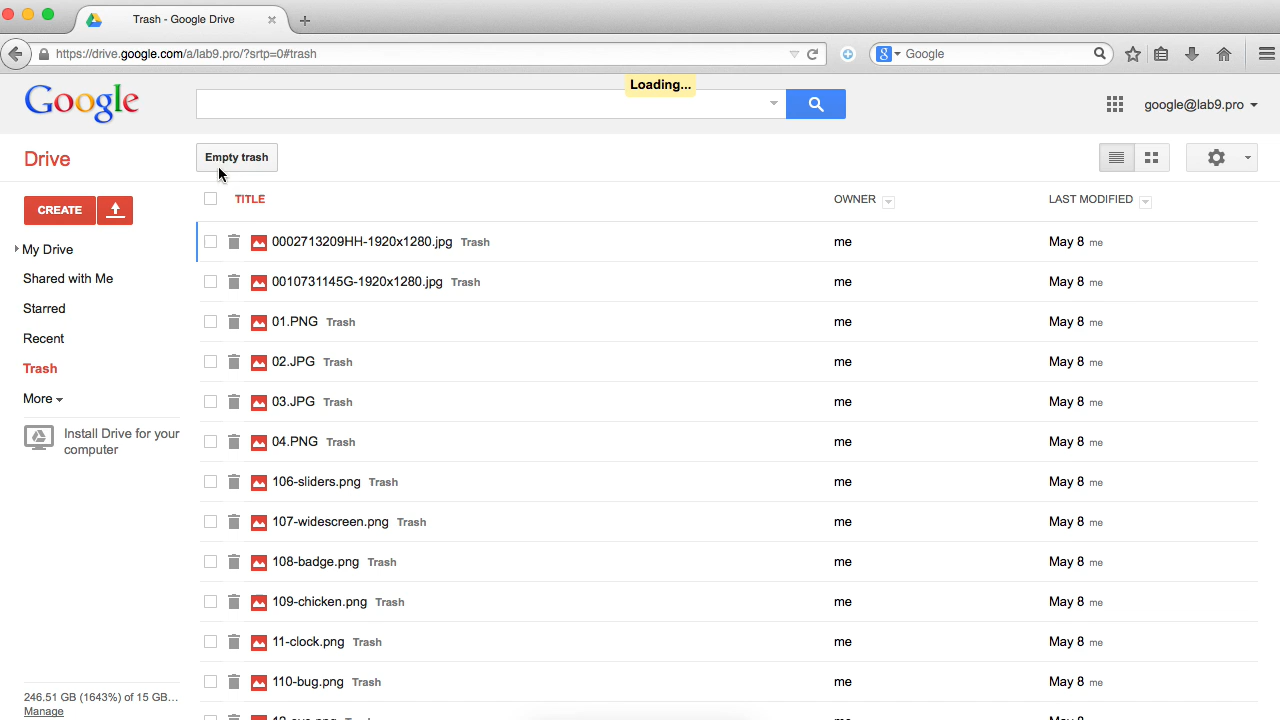 Trash - Google Drive
https://drive.google.com/a/lab9.pro/?srtp=0#trash
Google
Loading...
Google
google@lab9.pro
Drive
Empty trash
CREATE
TITLE
OWNER
LAST MODIFIED
My Drive
Shared with Me
Starred
Recent
Trash
More
Install Drive for your
computer
0002713209HH-1920x1280.jpg Trash me May 8 me
0010731145G-1920x1280.jpg Trash me May 8 me
01.PNG Trash me May 8 me
02.JPG Trash me May 8 me
03.JPG Trash me May 8 me
04.PNG Trash me May 8 me
106-sliders.png Trash me May 8 me
107-widescreen.png Trash me May 8 me
108-badge.png Trash me May 8 me
109-chicken.png Trash me May 8 me
11-clock.png Trash me May 8 me
110-bug.png Trash me May 8 me
246.51 GB (1643%) of 15 GB...
Manage